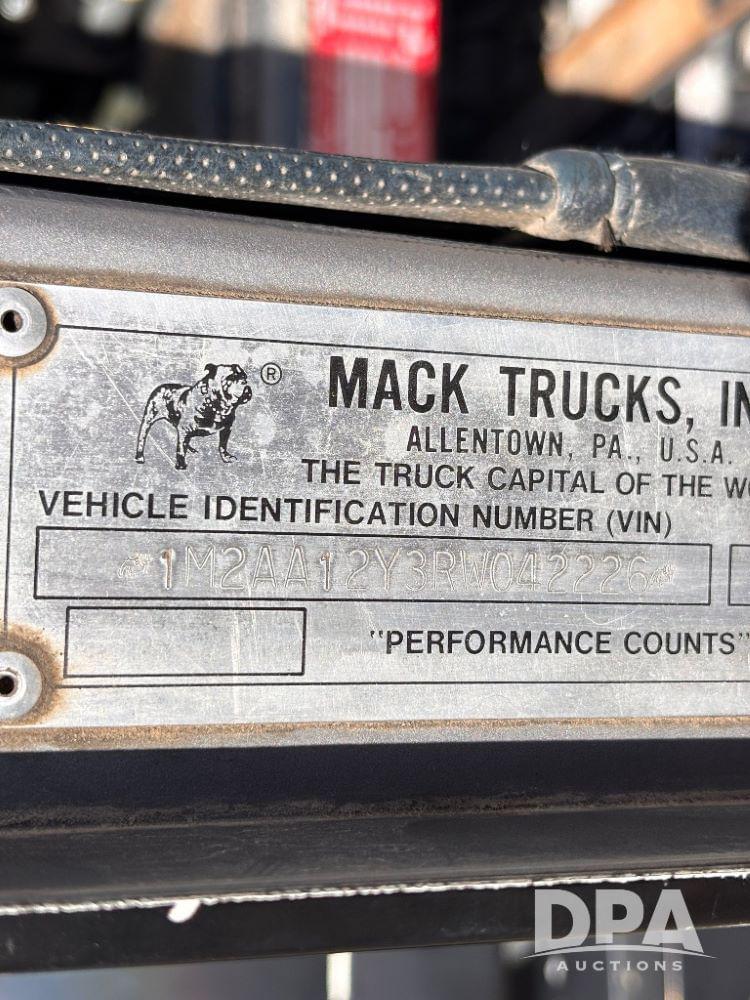 ®
MACK TRUCKS, IN
ALLENTOWN, PA., U.S.A.
THE TRUCK CAPITAL OF THE WO
VEHICLE IDENTIFICATION NUMBER (VIN)
1M2AA12Y3RW042226
"PERFORMANCE COUNTS"
DPA
AUCTIONS